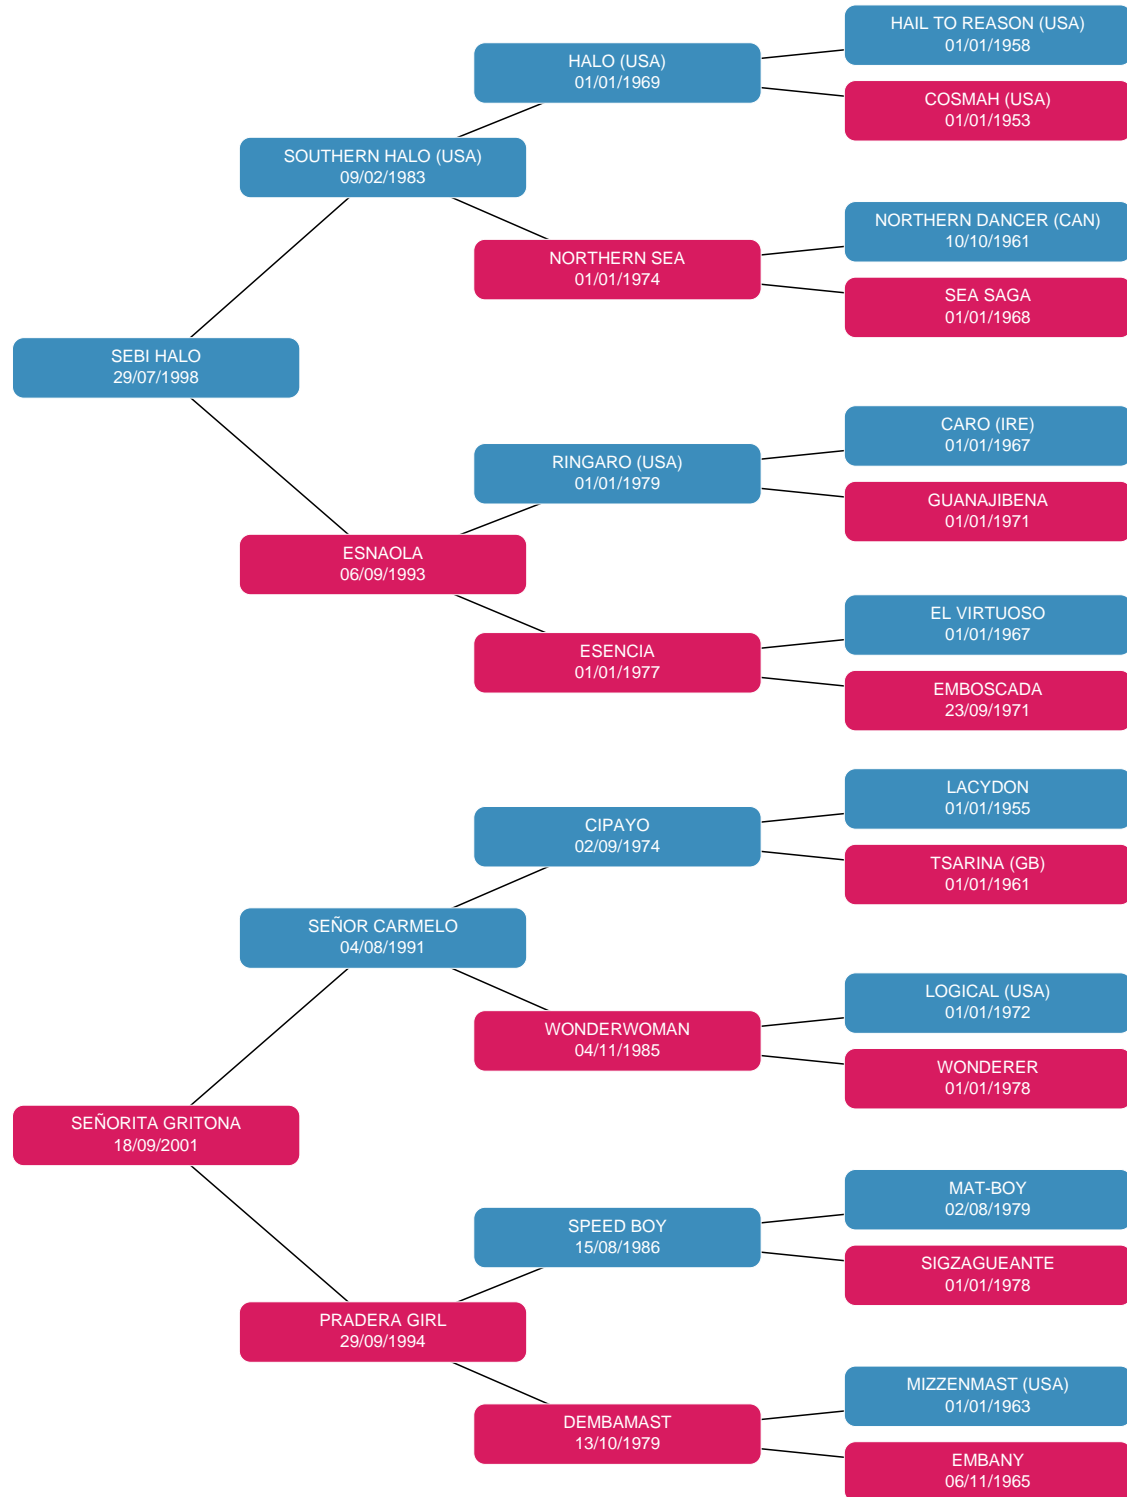 HAIL TO REASON (USA)
01/01/1958
HALO (USA)
01/01/1969
COSMAH (USA)
01/01/1953
SOUTHERN HALO (USA)
09/02/1983
NORTHERN DANCER (CAN)
10/10/1961
NORTHERN SEA
01/01/1974
SEA SAGA
01/01/1968
SEBI HALO
29/07/1998
CARO (IRE)
01/01/1967
RINGARO (USA)
01/01/1979
GUANAJIBENA
01/01/1971
ESNAOLA
06/09/1993
EL VIRTUOSO
01/01/1967
ESENCIA
01/01/1977
EMBOSCADA
23/09/1971
LACYDON
01/01/1955
CIPAYO
02/09/1974
TSARINA (GB)
01/01/1961
SEÑOR CARMELO
04/08/1991
LOGICAL (USA)
01/01/1972
WONDERWOMAN
04/11/1985
WONDERER
01/01/1978
SEÑORITA GRITONA
18/09/2001
MAT-BOY
02/08/1979
SPEED BOY
15/08/1986
SIGZAGUEANTE
01/01/1978
PRADERA GIRL
29/09/1994
MIZZENMAST (USA)
01/01/1963
DEMBAMAST
13/10/1979
EMBANY
06/11/1965